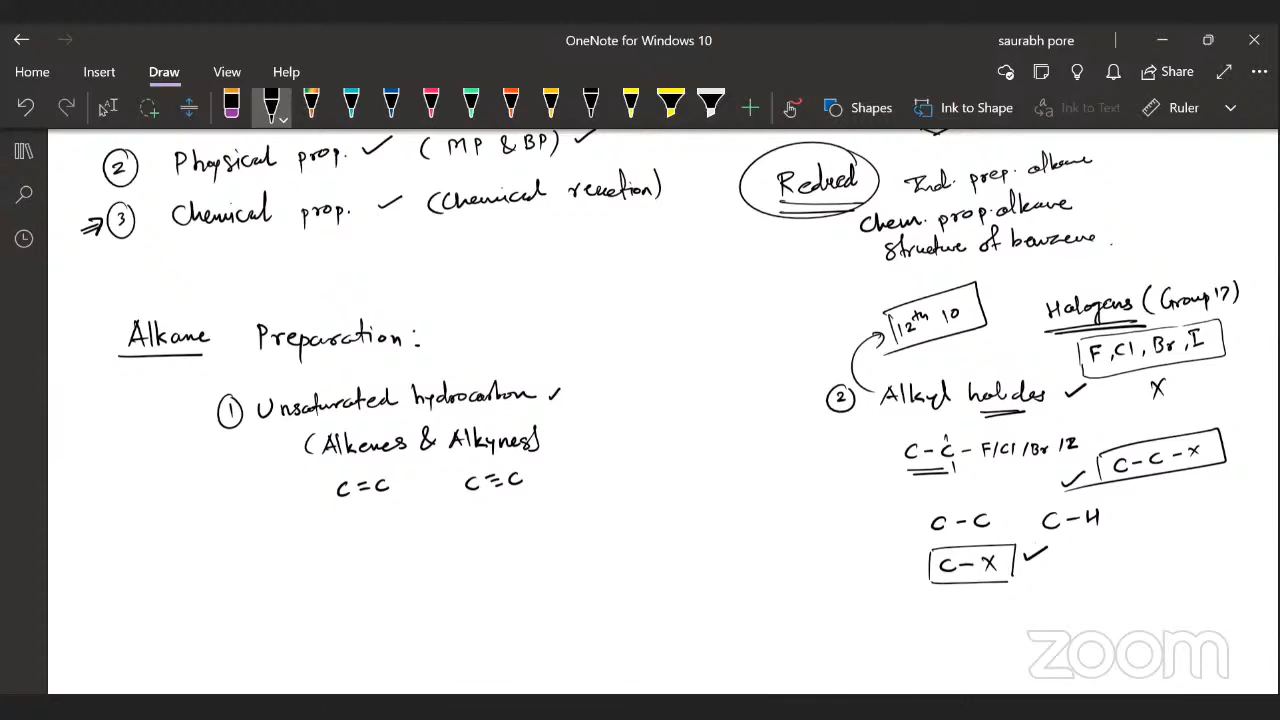 OneNote for Windows 10
saurabh pore
Home Insert Draw View Help
Share
Shapes
Ink to Shape
Ink to Text
Ruler
② Physical prop. ✓ (MP & BP) ✓
⇒ ③ Chemical prop. ✓ (Chemical reaction)
Alkane Preparation:
① Unsaturated hydrocarbon ✓
(Alkenes & Alkynes)
C=C C≡C
Ind. prep. alkane
Chem. prop. alkane
structure of benzene.
12th 10
Halogens (Group 17)
F, Cl, Br, I
X
② Alkyl halides ✓
C-C-F/Cl/Br/I
✓ C-C-X
C-C C-H
C-X ✓
zoom